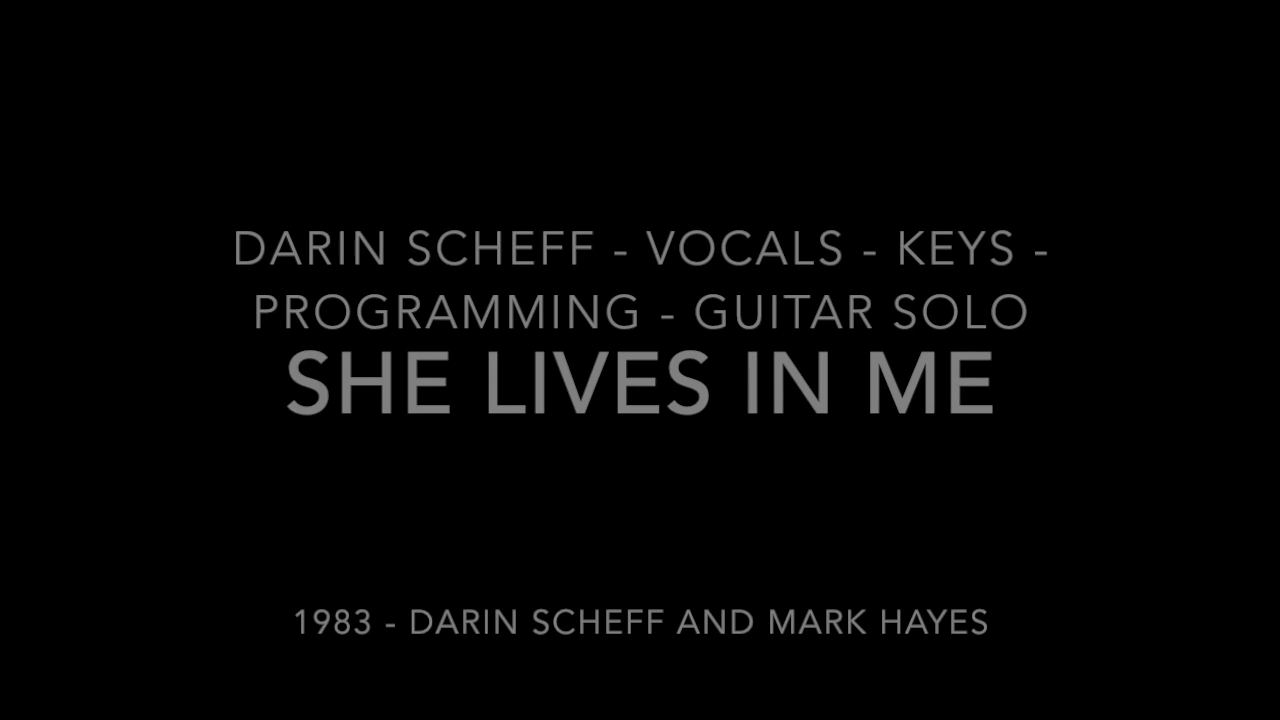 DARIN SCHEFF - VOCALS - KEYS -
PROGRAMMING - GUITAR SOLO
SHE LIVES IN ME
1983 - DARIN SCHEFF AND MARK HAYES